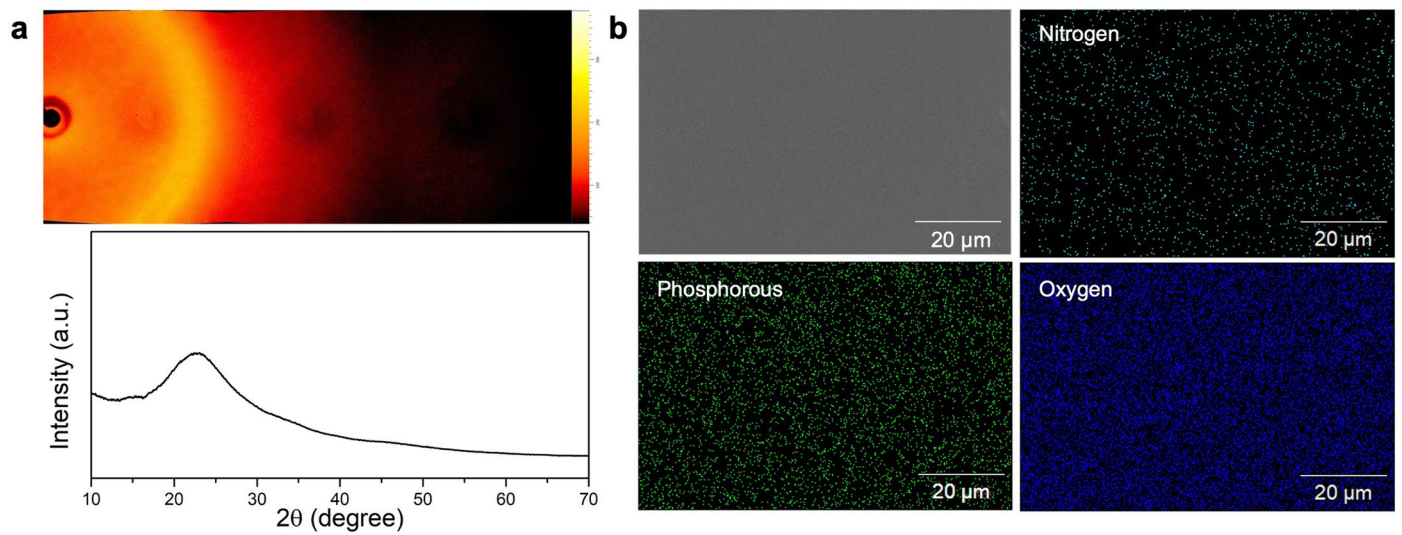 a
b
Nitrogen
20 µm
20 µm
Phosphorous
Oxygen
20 µm
20 µm
Intensity (a.u.)
10 20 30 40 50 60 70
2θ (degree)